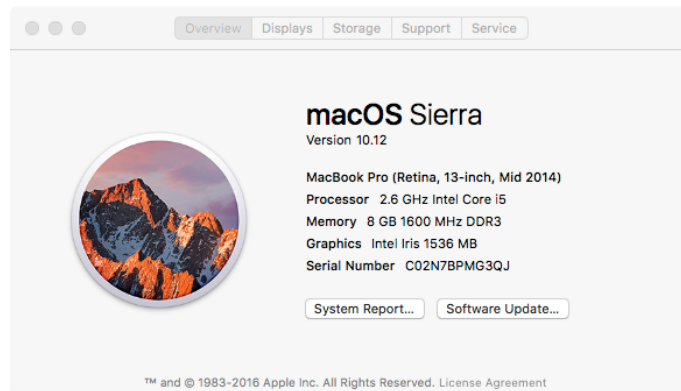 Overview Displays Storage Support Service
macOS Sierra
Version 10.12
MacBook Pro (Retina, 13-inch, Mid 2014)
Processor 2.6 GHz Intel Core i5
Memory 8 GB 1600 MHz DDR3
Graphics Intel Iris 1536 MB
Serial Number C02N7BPMG3QJ
System Report... Software Update...
™ and © 1983-2016 Apple Inc. All Rights Reserved. License Agreement